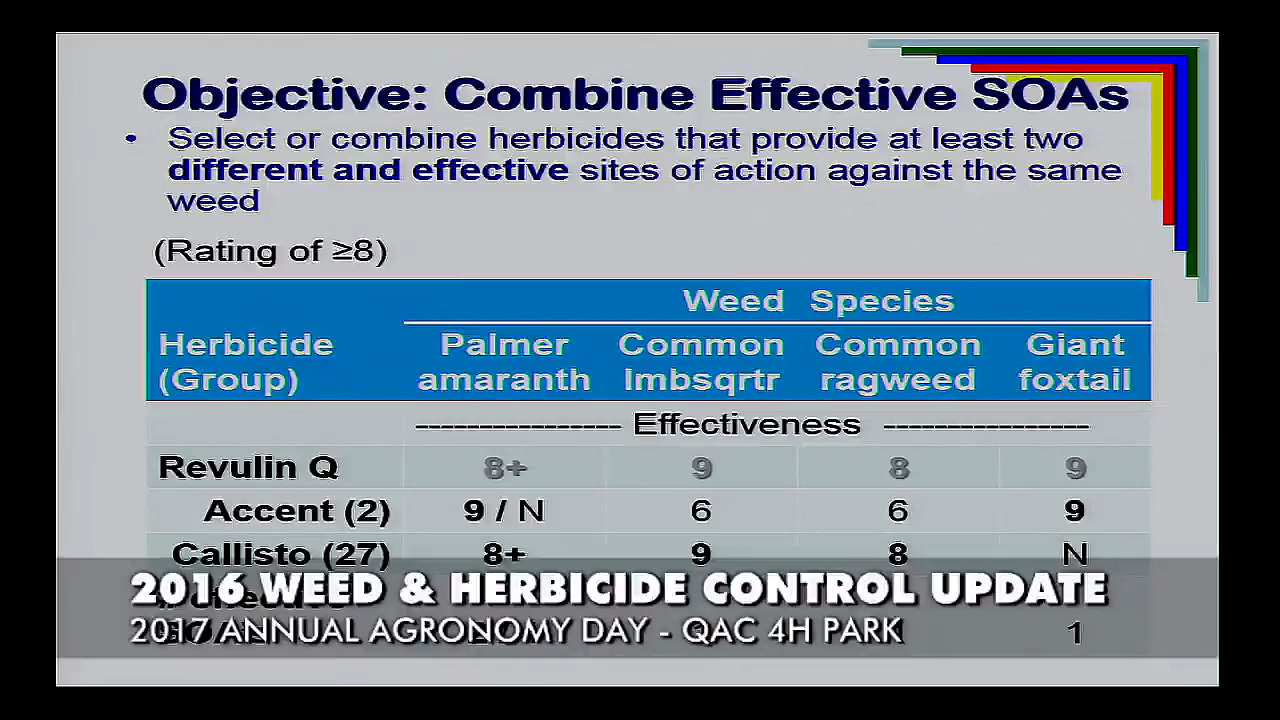 Objective: Combine Effective SOAs
• Select or combine herbicides that provide at least two
different and effective sites of action against the same
weed
(Rating of ≥8)
Weed Species
Herbicide (Group) Palmer amaranth Common lmbsqrtr Common ragweed Giant foxtail
---------------- Effectiveness ----------------
Revulin Q 8+ 9 8 9
Accent (2) 9 / N 6 6 9
Callisto (27) 8+ 9 8 N
2016 WEED & HERBICIDE CONTROL UPDATE
2017 ANNUAL AGRONOMY DAY - QAC 4H PARK
1